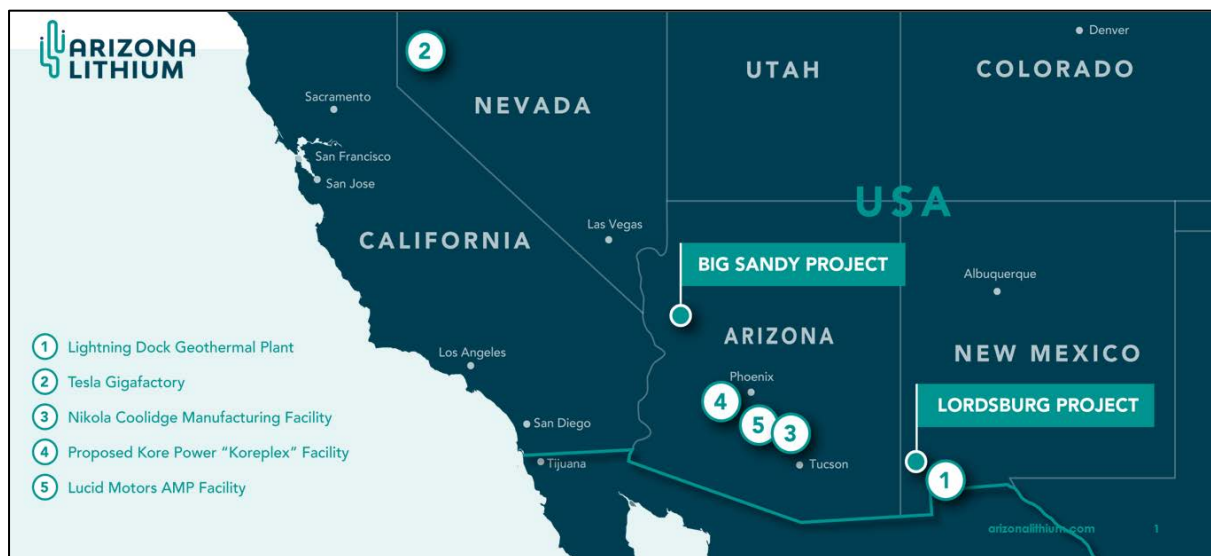 ARIZONA
LITHIUM
2
Denver
UTAH
COLORADO
NEVADA
Sacramento
San Francisco
San Jose
USA
Las Vegas
CALIFORNIA
BIG SANDY PROJECT
Albuquerque
ARIZONA
NEW MEXICO
Los Angeles
Phoenix
4
5
3
LORDSBURG PROJECT
San Diego
Tijuana
Tucson
1
1 Lightning Dock Geothermal Plant
2 Tesla Gigafactory
3 Nikola Coolidge Manufacturing Facility
4 Proposed Kore Power “Koreplex” Facility
5 Lucid Motors AMP Facility
arizonalithium.com 1